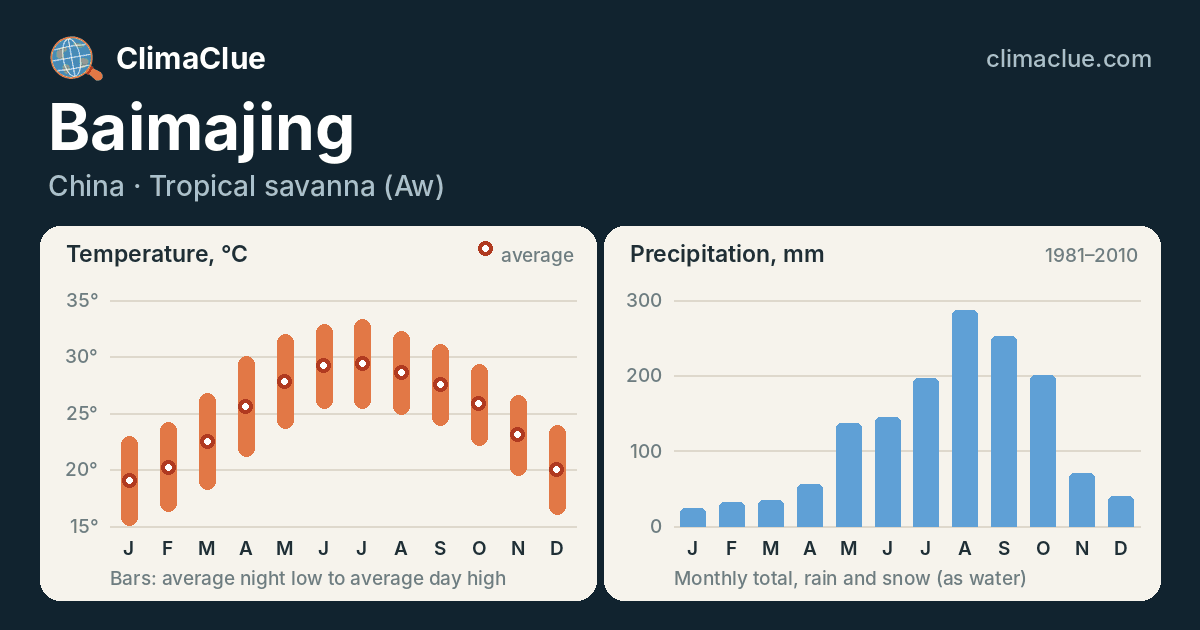 ClimaClue
climaclue.com
Baimajing
China · Tropical savanna (Aw)
Temperature, °C
average
35°
30°
25°
20°
15°
J F M A M J J A S O N D
Bars: average night low to average day high
Precipitation, mm
1981–2010
300
200
100
0
J F M A M J J A S O N D
Monthly total, rain and snow (as water)